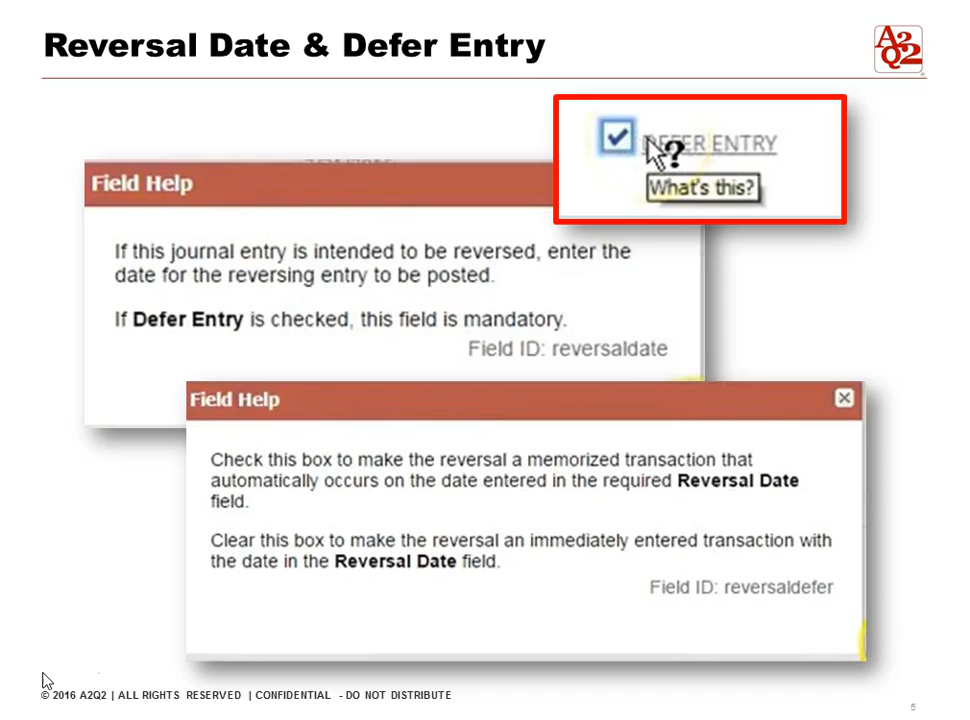 Reversal Date & Defer Entry
A2Q2
DEFER ENTRY
What's this?
Field Help
If this journal entry is intended to be reversed, enter the
date for the reversing entry to be posted.
If Defer Entry is checked, this field is mandatory.
Field ID: reversaldate
Field Help
Check this box to make the reversal a memorized transaction that
automatically occurs on the date entered in the required Reversal Date
field.
Clear this box to make the reversal an immediately entered transaction with
the date in the Reversal Date field.
Field ID: reversaldefer
© 2016 A2Q2 | ALL RIGHTS RESERVED | CONFIDENTIAL - DO NOT DISTRIBUTE
5